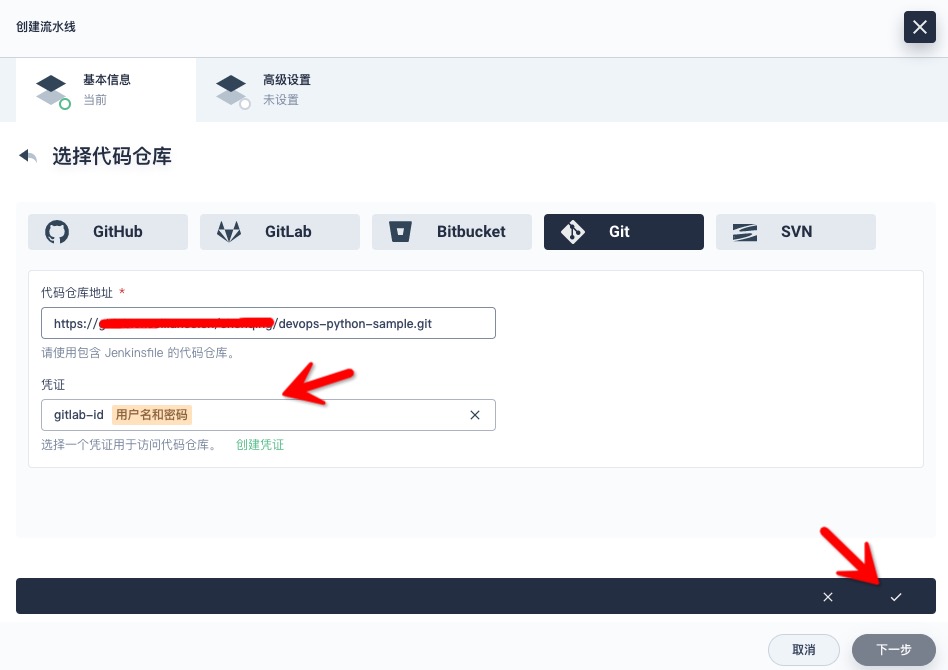 创建流水线
基本信息
当前
高级设置
未设置
选择代码仓库
GitHub
GitLab
Bitbucket
Git
SVN
代码仓库地址 *
https:// /devops-python-sample.git
请使用包含 Jenkinsfile 的代码仓库。
凭证
gitlab-id 用户名和密码
选择一个凭证用于访问代码仓库。 创建凭证
取消
下一步